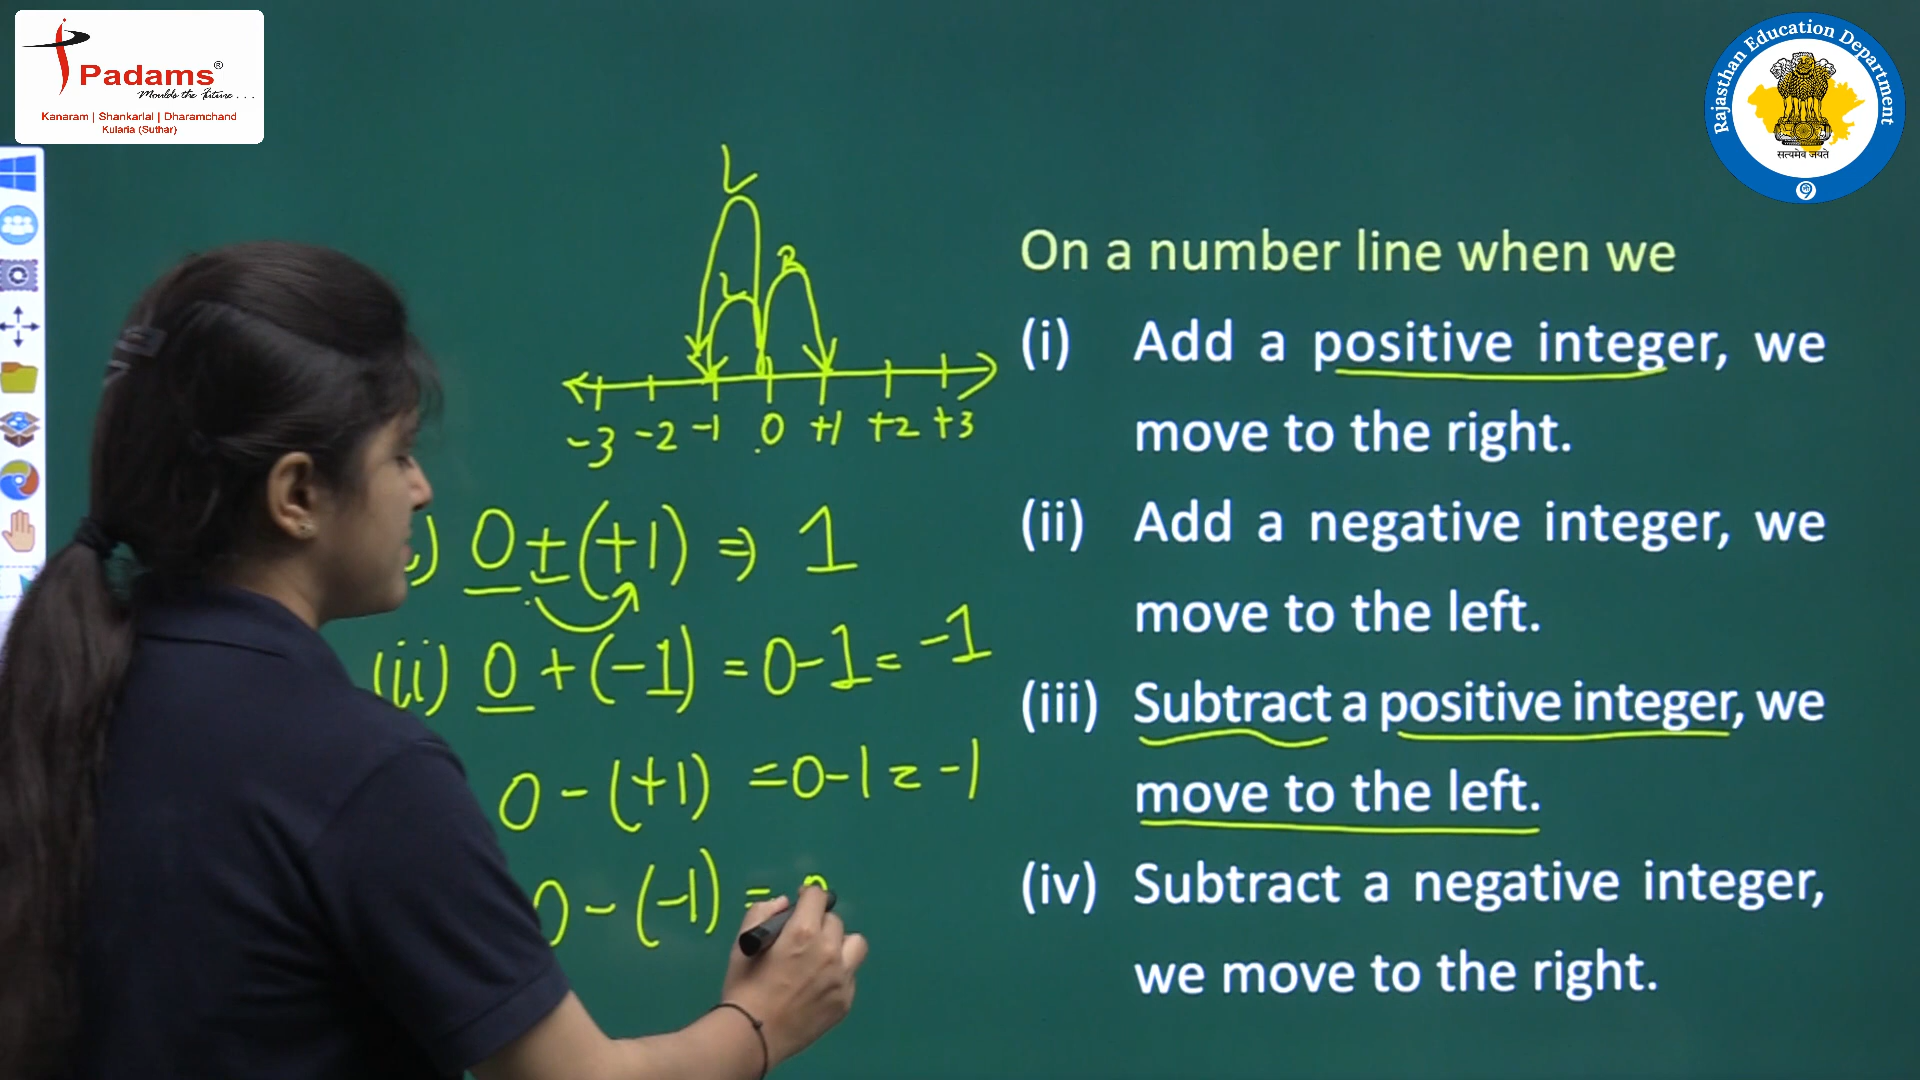 Padams®
Moulds the Future . . .
Kanaram | Shankarlal | Dharamchand
Kularia (Suthar)
Rajasthan Education Department
सत्यमेव जयते
L
R
L
-3 -2 -1 0 +1 +2 +3
) 0 + (+1) ⇒ 1
(ii) 0 + (-1) = 0-1 = -1
0 - (+1) = 0-1 = -1
0 - (-1) =
On a number line when we
(i) Add a positive integer, we
move to the right.
(ii) Add a negative integer, we
move to the left.
(iii) Subtract a positive integer, we
move to the left.
(iv) Subtract a negative integer,
we move to the right.